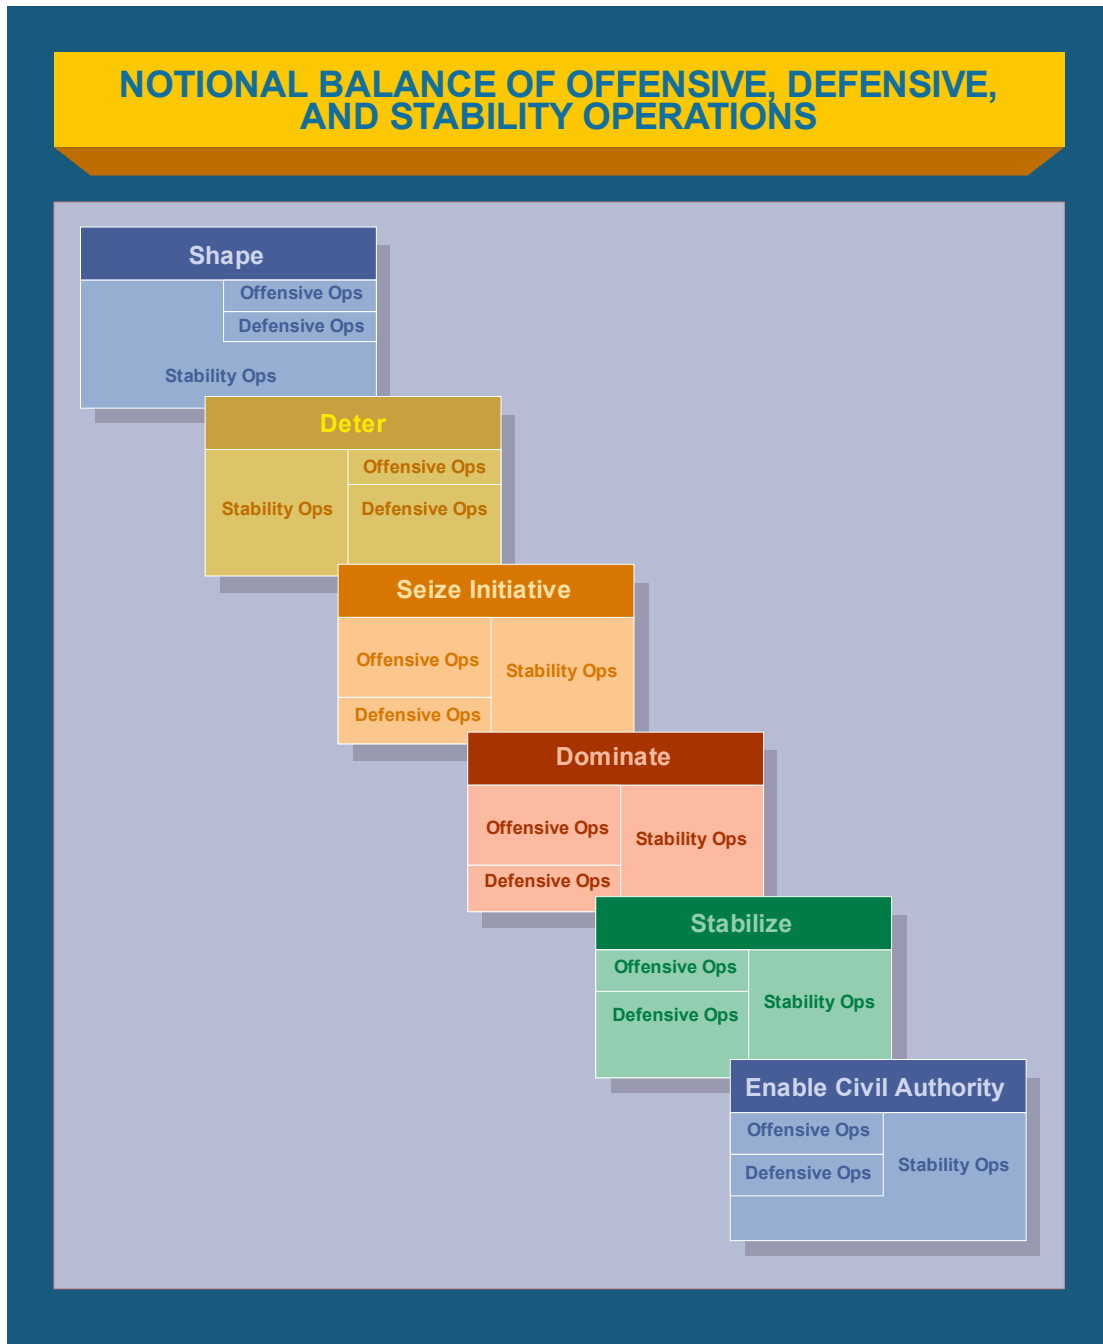 NOTIONAL BALANCE OF OFFENSIVE, DEFENSIVE,
AND STABILITY OPERATIONS
Shape
Offensive Ops
Defensive Ops
Stability Ops
Deter
Offensive Ops
Stability Ops
Defensive Ops
Seize Initiative
Offensive Ops
Stability Ops
Defensive Ops
Dominate
Offensive Ops
Stability Ops
Defensive Ops
Stabilize
Offensive Ops
Stability Ops
Defensive Ops
Enable Civil Authority
Offensive Ops
Stability Ops
Defensive Ops